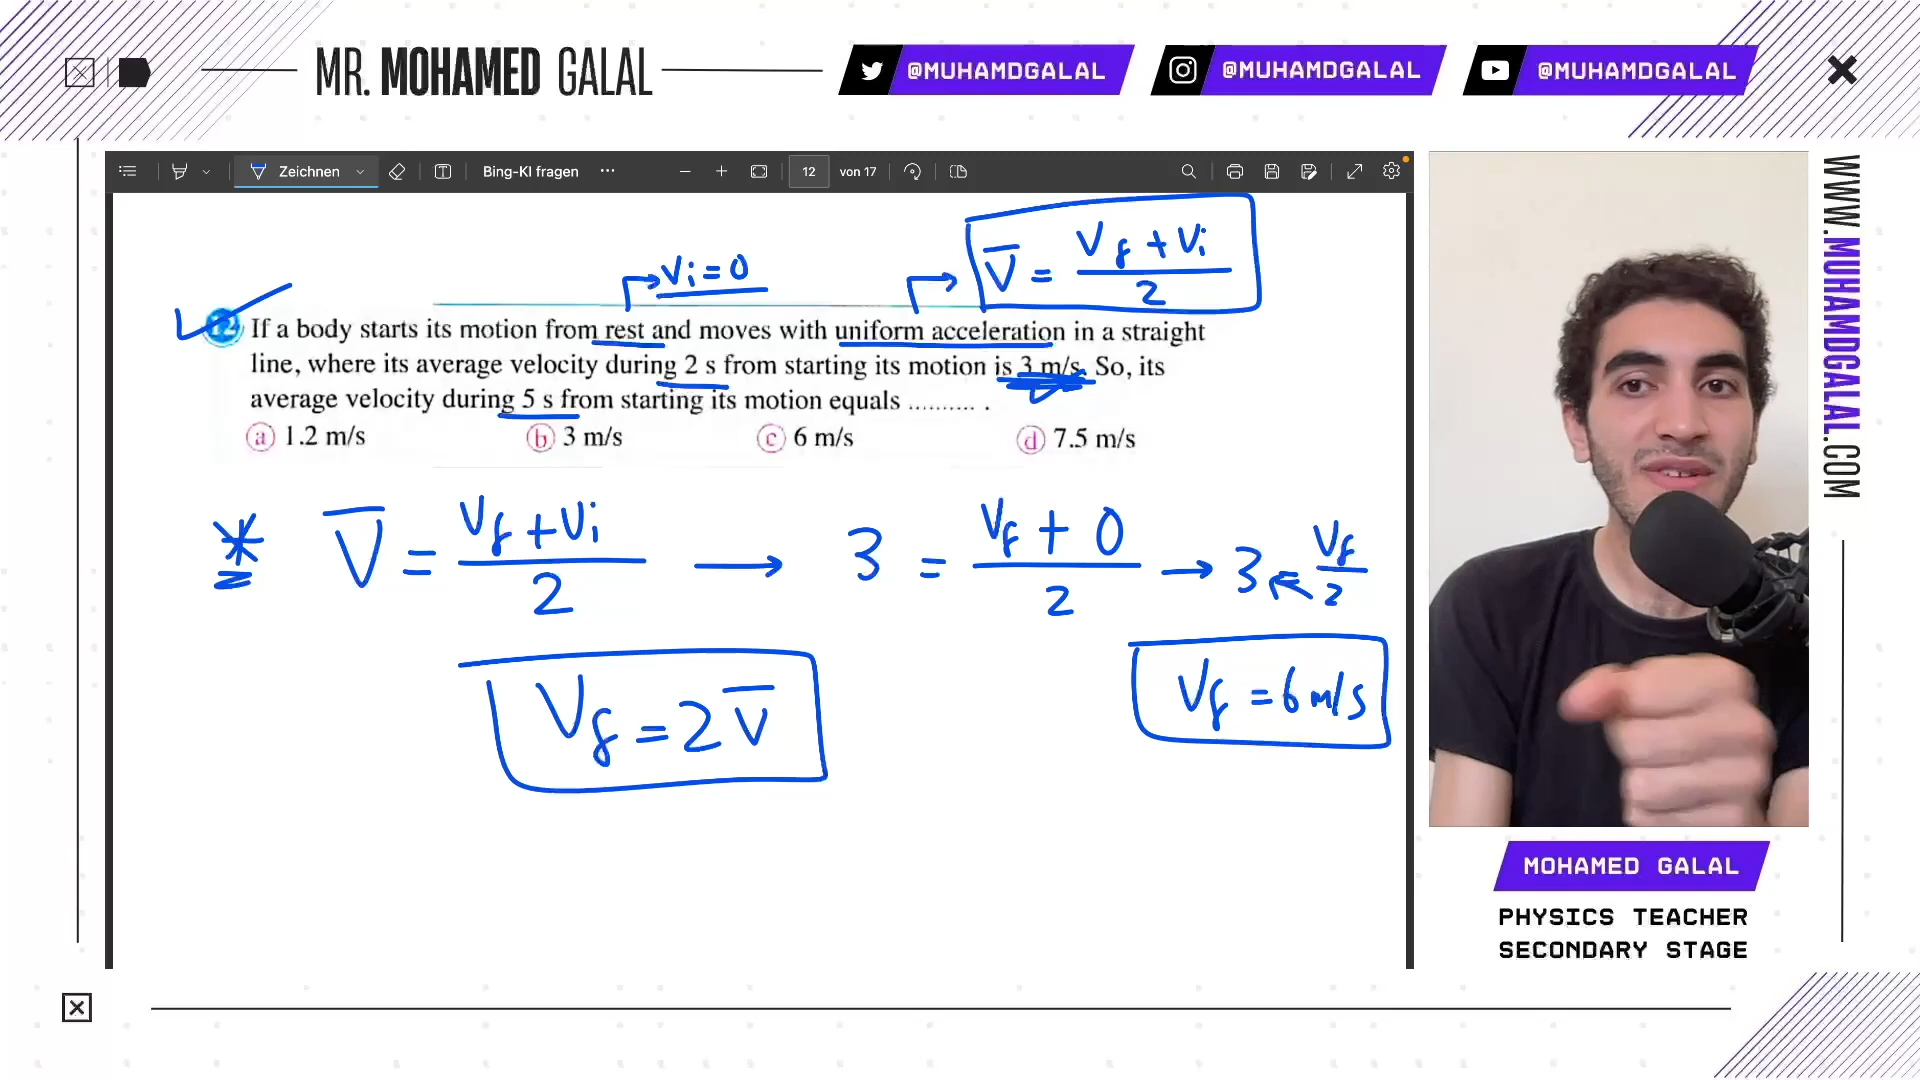 MR. MOHAMED GALAL
@MUHAMDGALAL
@MUHAMDGALAL
@MUHAMDGALAL
Zeichnen
Bing-KI fragen
12
von 17
Vi = 0
V̅ = (Vf + Vi) / 2
If a body starts its motion from rest and moves with uniform acceleration in a straight
line, where its average velocity during 2 s from starting its motion is 3 m/s. So, its
average velocity during 5 s from starting its motion equals .......... .
ⓐ 1.2 m/s ⓑ 3 m/s ⓒ 6 m/s ⓓ 7.5 m/s
* V̅ = (Vf + Vi) / 2 → 3 = (Vf + 0) / 2 → 3 = Vf / 2
Vf = 2 V̅
Vf = 6 m/s
WWW.MUHAMDGALAL.COM
MOHAMED GALAL
PHYSICS TEACHER
SECONDARY STAGE